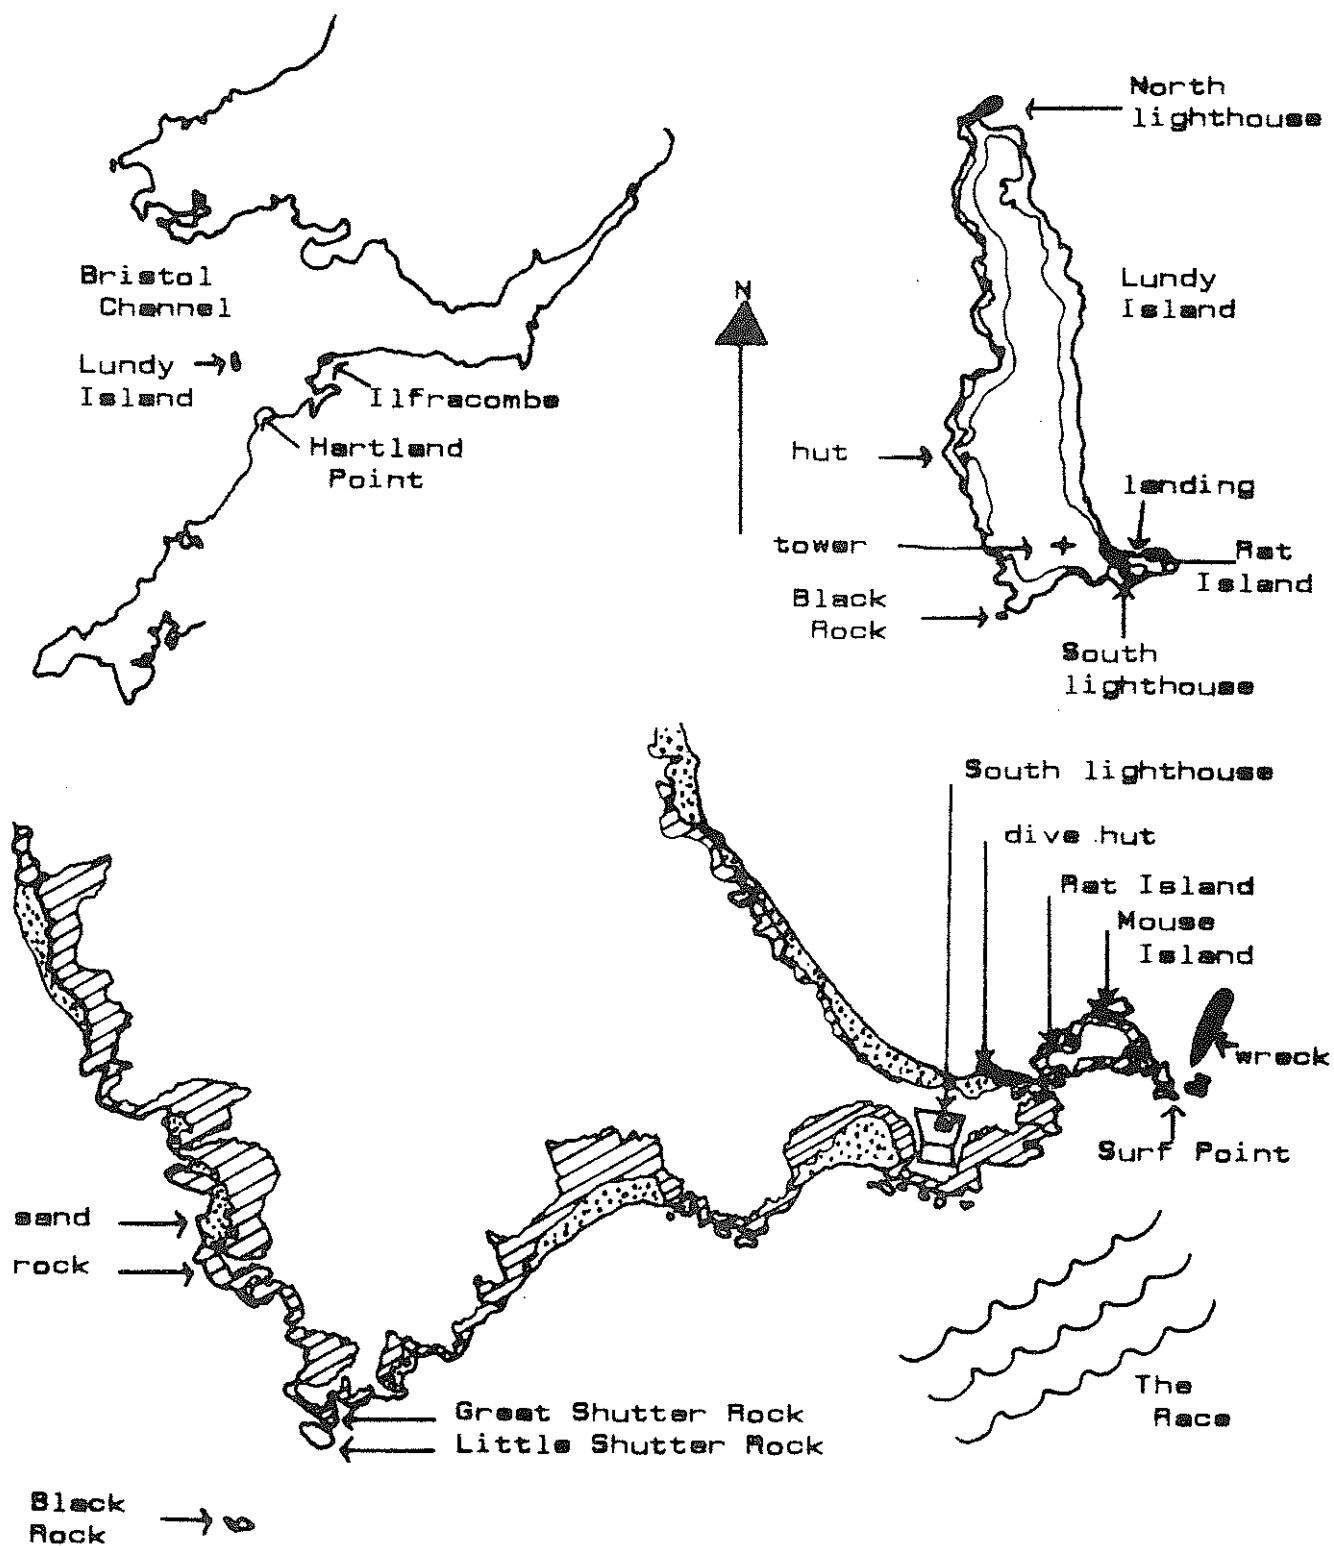 North
lighthouse
Bristol
Channel
Lundy
Island
Ilfracombe
Hartland
Point
N
Lundy
Island
hut
landing
tower
Rat
Island
Black
Rock
South
lighthouse
South lighthouse
dive hut
Rat Island
Mouse
Island
wreck
Surf Point
sand
rock
The
Race
Great Shutter Rock
Little Shutter Rock
Black
Rock